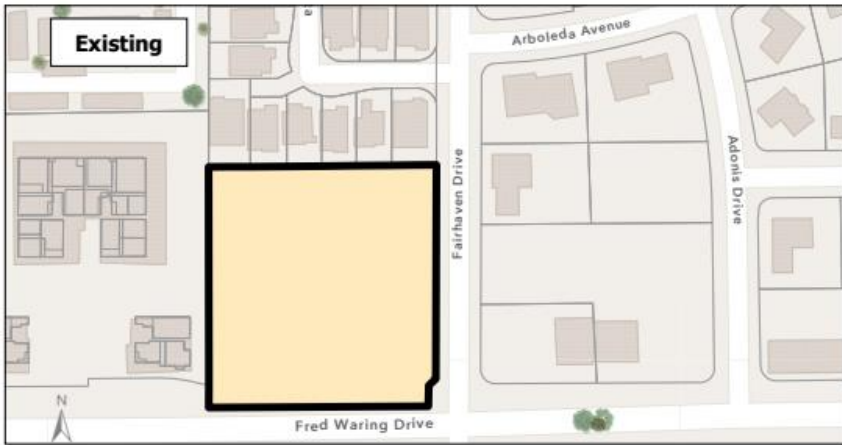 Existing
a
Arboleda Avenue
Fairhaven Drive
Adonis Drive
N
Fred Waring Drive